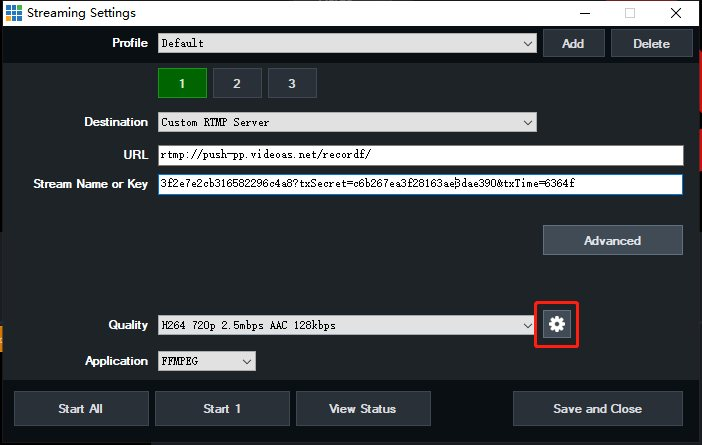 Streaming Settings
Profile Default Add Delete
1 2 3
Destination Custom RTMP Server
URL rtmp://push-pp.videoas.net/recordf/
Stream Name or Key 3f2e7e2cb316582296c4a8?txSecret=c6b267ea3f28163ae3dae390&txTime=6364f
Advanced
Quality H264 720p 2.5mbps AAC 128kbps
Application FFMPEG
Start All Start 1 View Status Save and Close